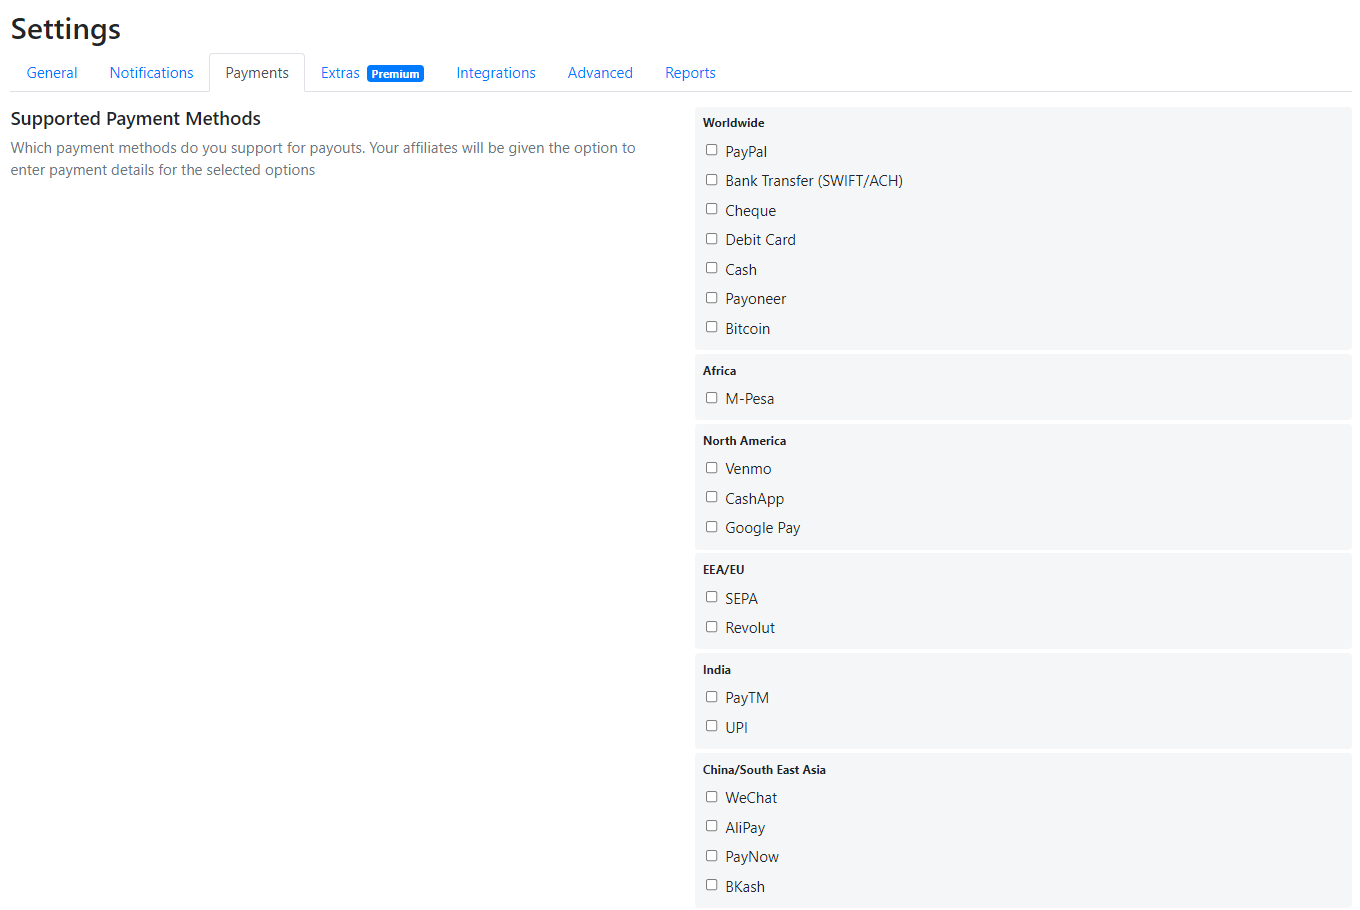 Settings
General Notifications Payments Extras Premium Integrations Advanced Reports
Supported Payment Methods
Which payment methods do you support for payouts. Your affiliates will be given the option to
enter payment details for the selected options
Worldwide
PayPal
Bank Transfer (SWIFT/ACH)
Cheque
Debit Card
Cash
Payoneer
Bitcoin
Africa
M-Pesa
North America
Venmo
CashApp
Google Pay
EEA/EU
SEPA
Revolut
India
PayTM
UPI
China/South East Asia
WeChat
AliPay
PayNow
BKash